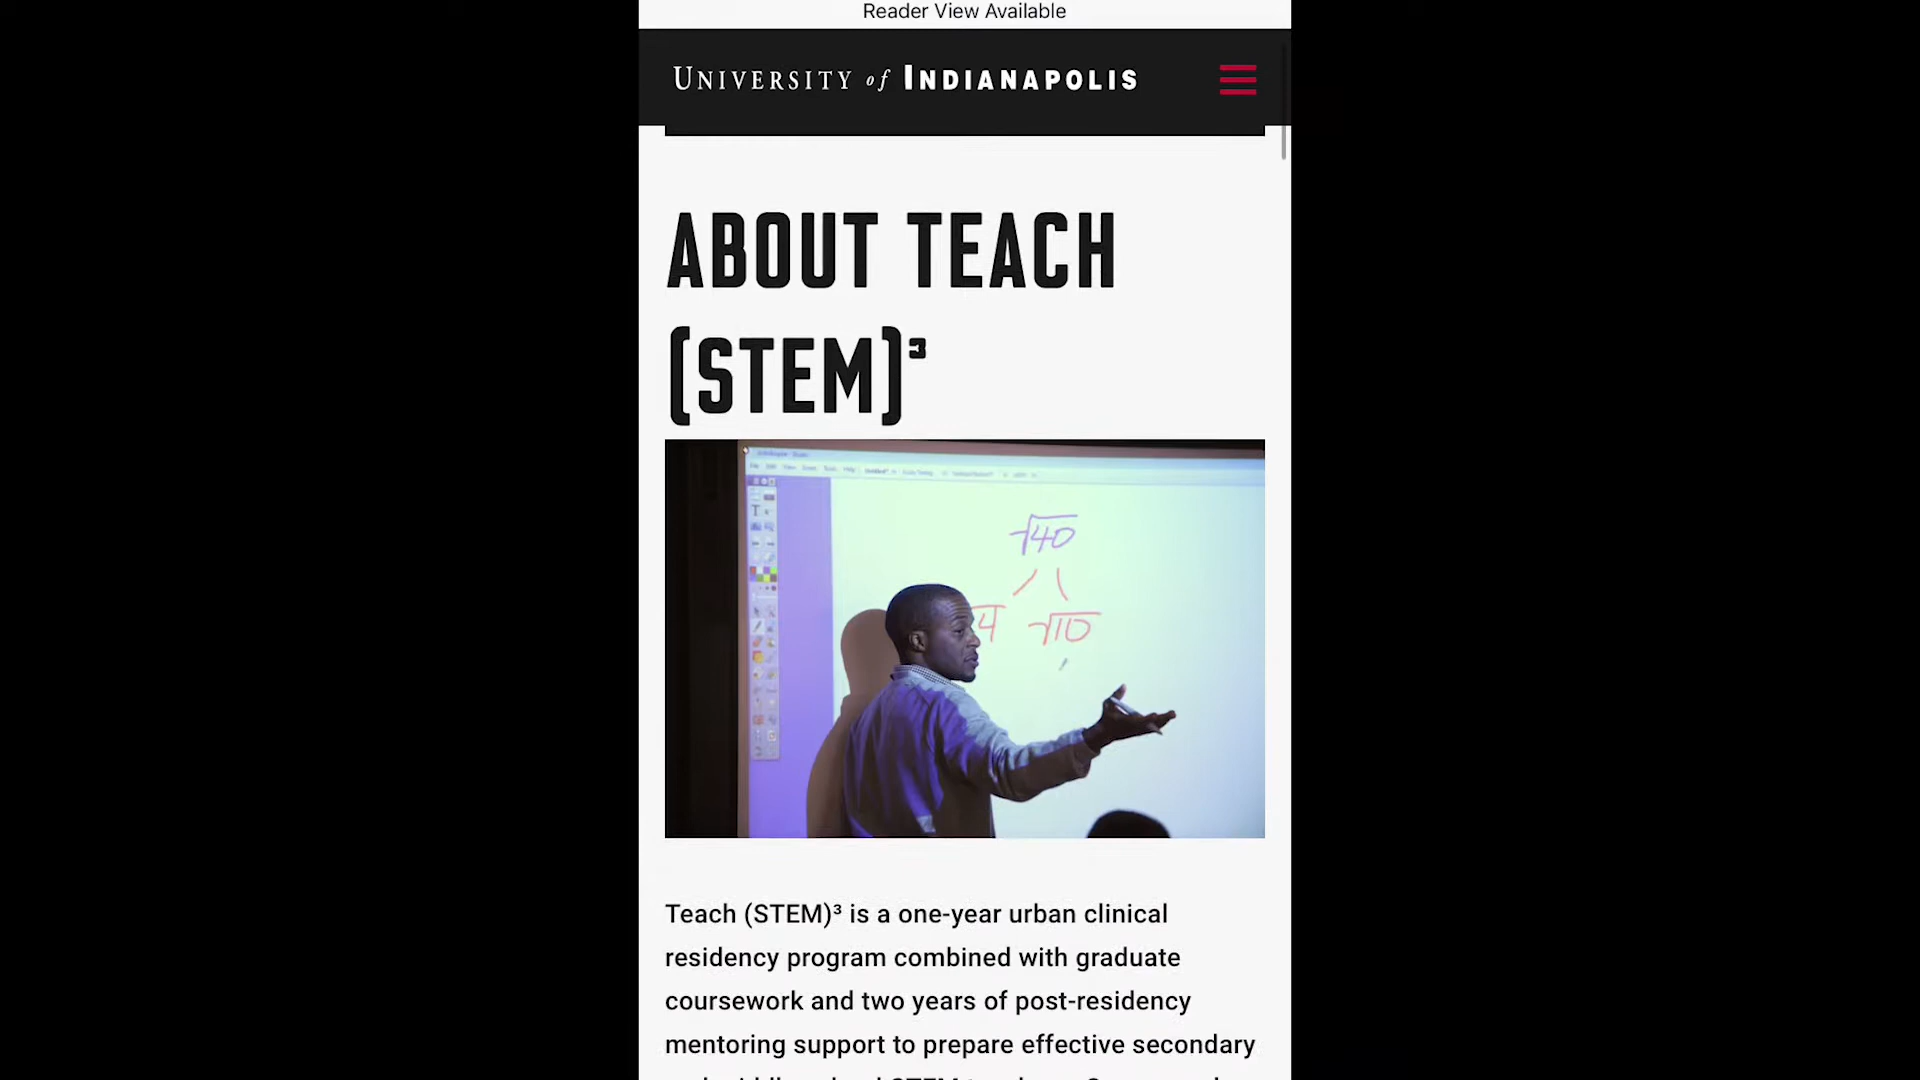 Reader View Available
UNIVERSITY of INDIANAPOLIS
ABOUT TEACH
(STEM)³
√40
4 √10
Teach (STEM)³ is a one-year urban clinical
residency program combined with graduate
coursework and two years of post-residency
mentoring support to prepare effective secondary